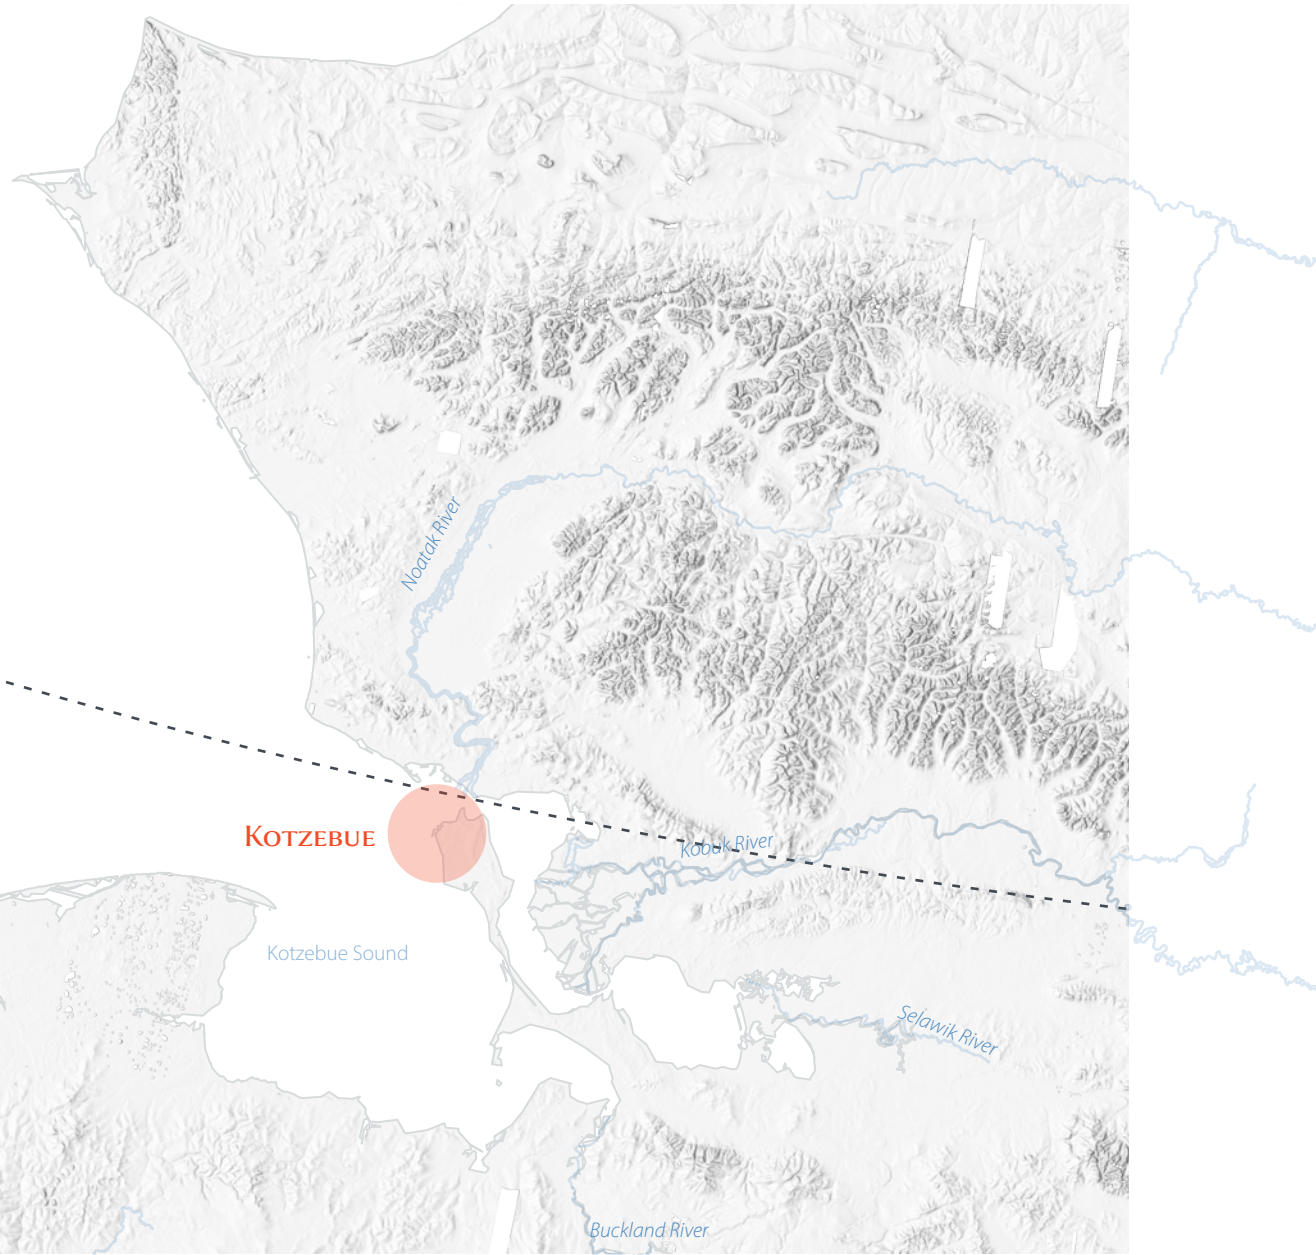 Noatak River
Kotzebue
Kobuk River
Kotzebue Sound
Selawik River
Buckland River